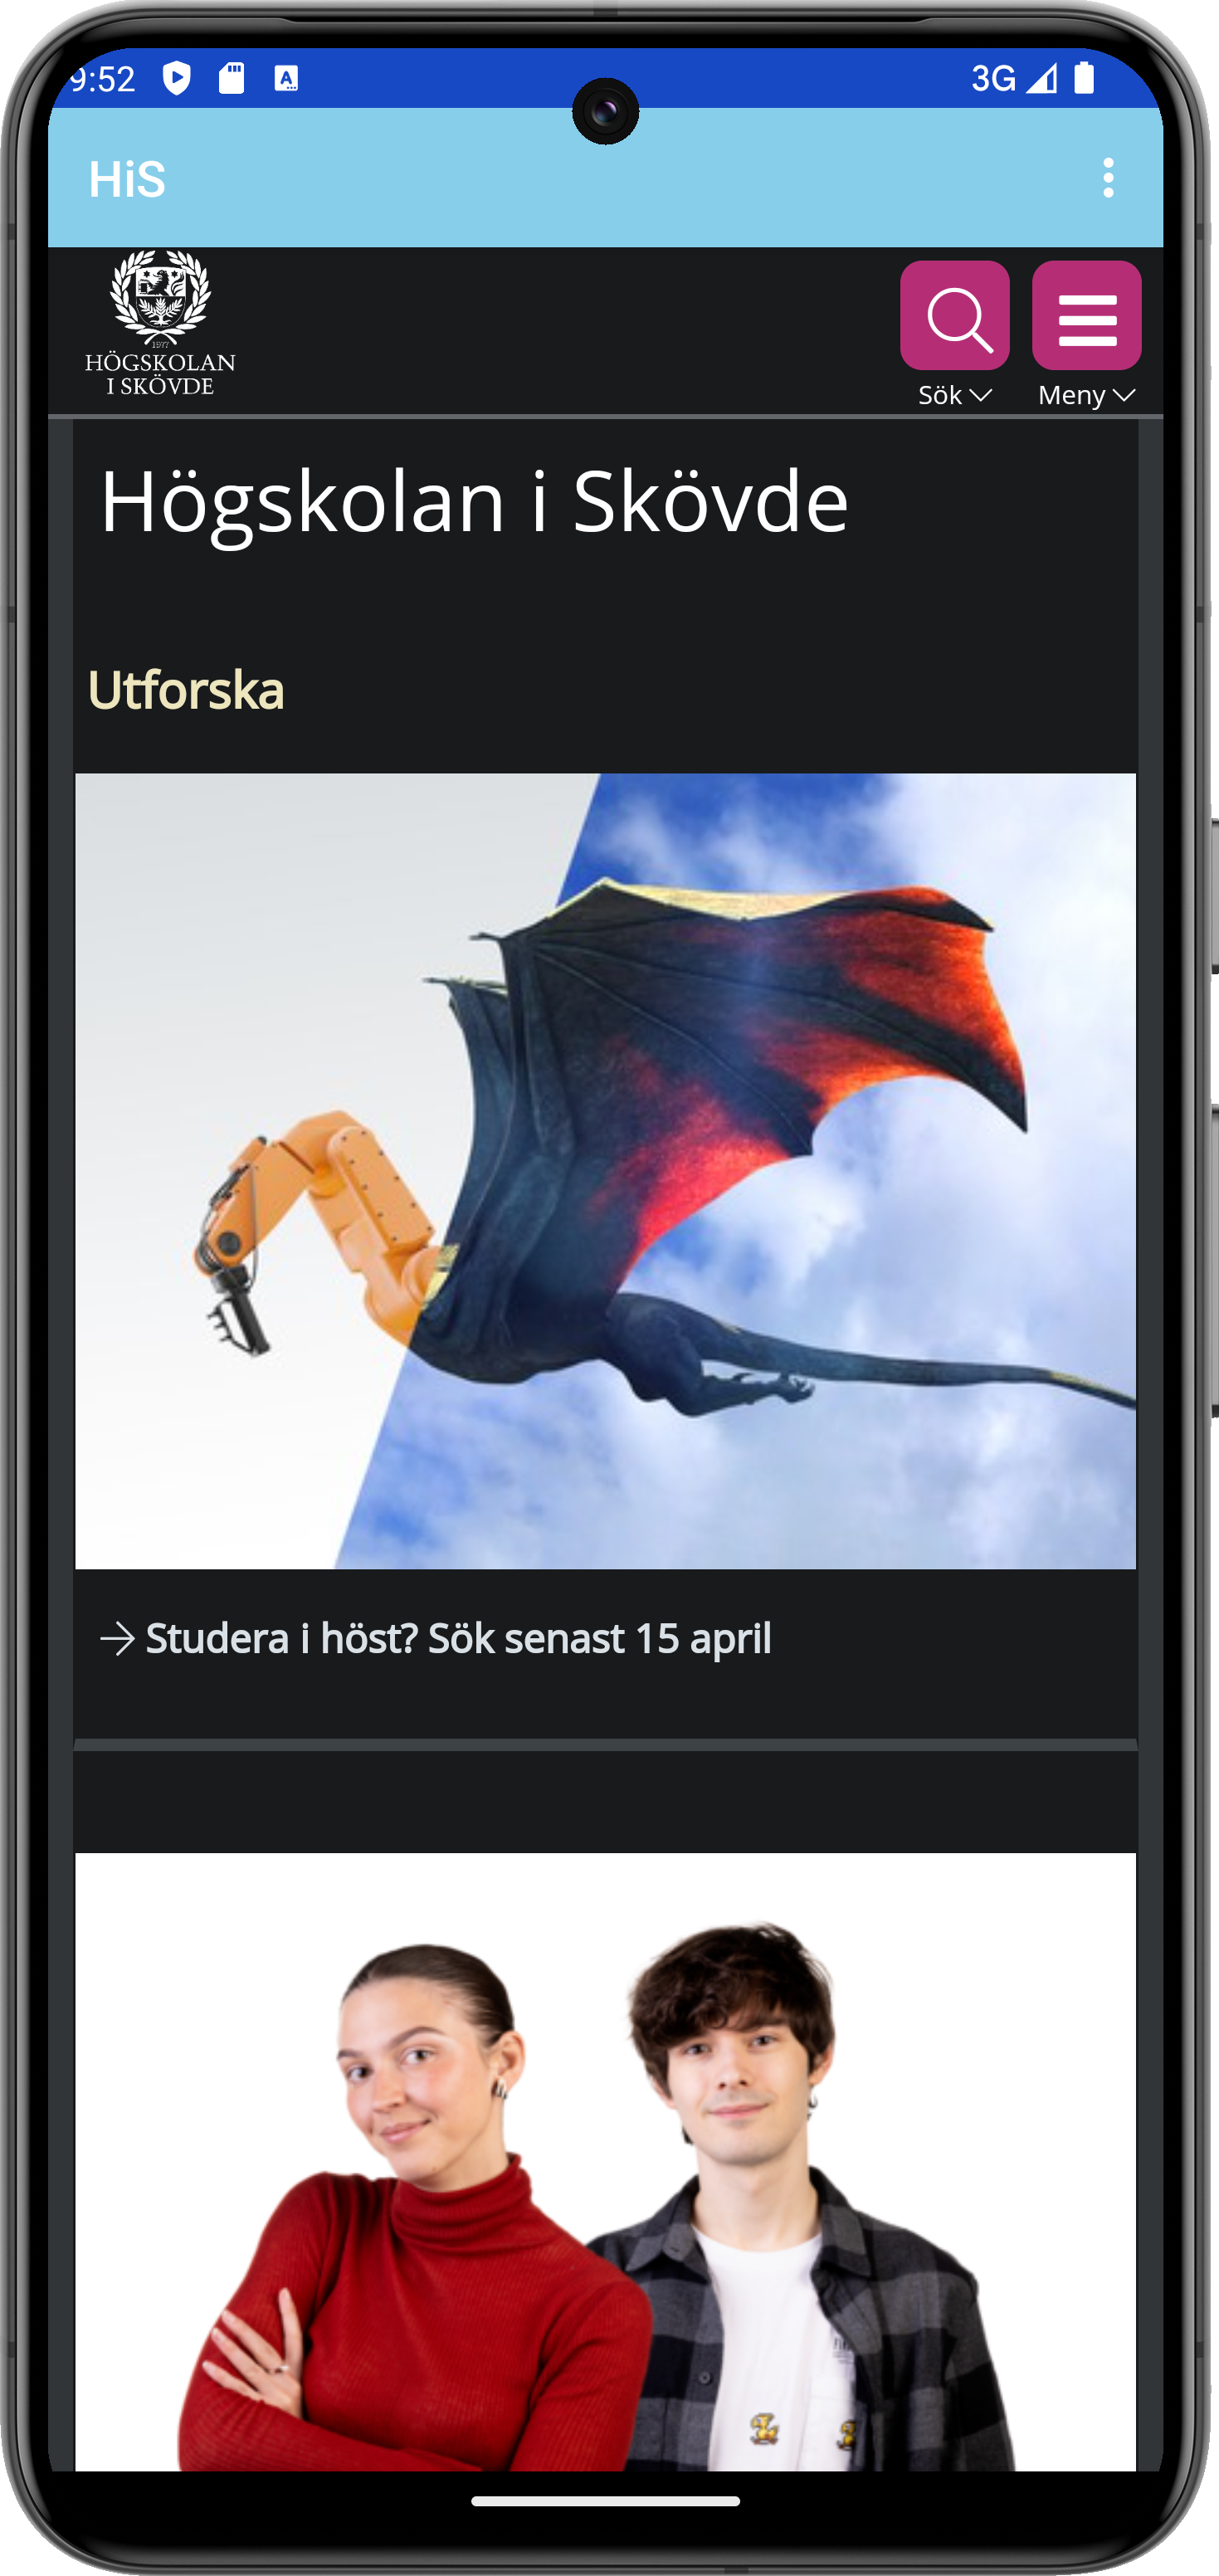 9:52
3G
HiS
1977
HÖGSKOLAN
I SKÖVDE
Sök
Meny
Högskolan i Skövde
Utforska
Studera i höst? Sök senast 15 april